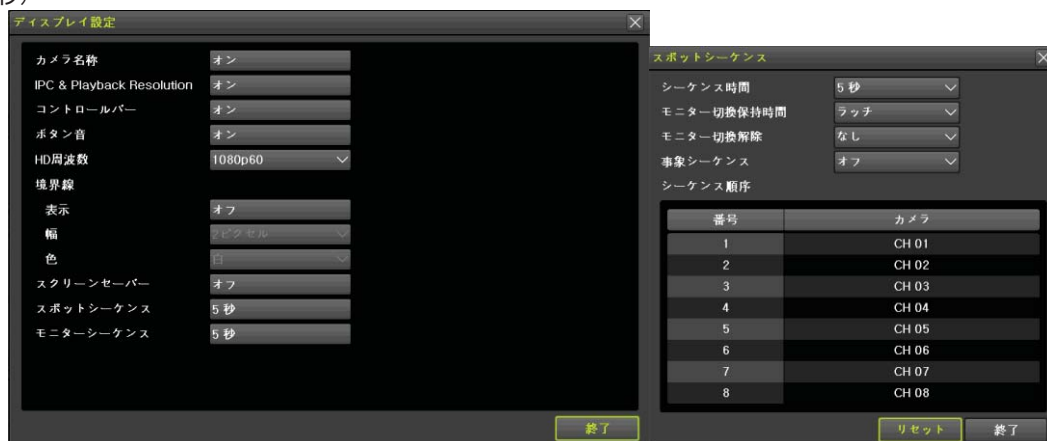 ディスプレイ設定
カメラ名称 オン
IPC & Playback Resolution オン
コントロールバー オン
ボタン音 オン
HD周波数 1080p60
境界線
表示 オフ
幅 2ピクセル
色 白
スクリーンセーバー オフ
スポットシーケンス 5 秒
モニターシーケンス 5 秒
終了
スポットシーケンス
シーケンス時間 5 秒
モニター切換保持時間 ラッチ
モニター切換解除 なし
事象シーケンス オフ
シーケンス順序
番号 カメラ
1 CH 01
2 CH 02
3 CH 03
4 CH 04
5 CH 05
6 CH 06
7 CH 07
8 CH 08
リセット 終了